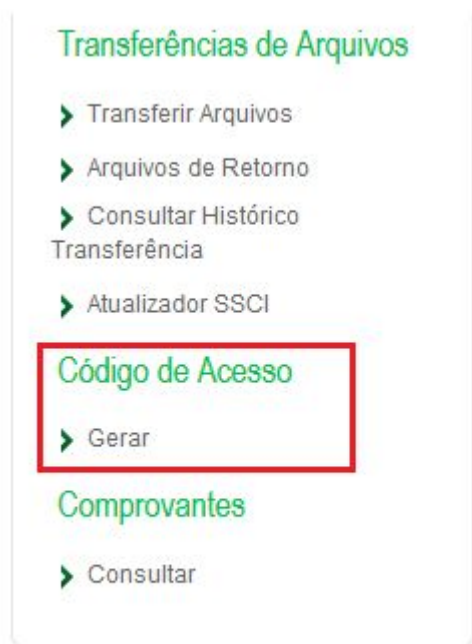 Transferências de Arquivos
Transferir Arquivos
Arquivos de Retorno
Consultar Histórico
Transferência
Atualizador SSCI
Código de Acesso
Gerar
Comprovantes
Consultar